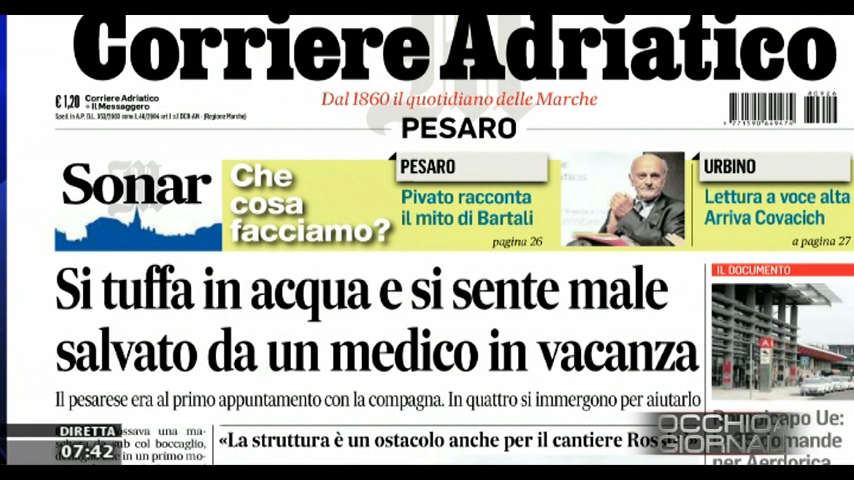 Corriere Adriatico
€ 1,20 Corriere Adriatico
+ Il Messaggero
Dal 1860 il quotidiano delle Marche
PESARO
80926
Sonar
Che
cosa
facciamo?
PESARO
Pivato racconta
il mito di Bartali
pagina 26
URBINO
Lettura a voce alta
Arriva Covacich
a pagina 27
Si tuffa in acqua e si sente male
salvato da un medico in vacanza
Il pesarese era al primo appuntamento con la compagna. In quattro si immergono per aiutarlo
IL DOCUMENTO
«La struttura è un ostacolo anche per il cantiere
Ue:
per Aerdorica
DIRETTA
07:42
OCCHIO AI
GIORNALI